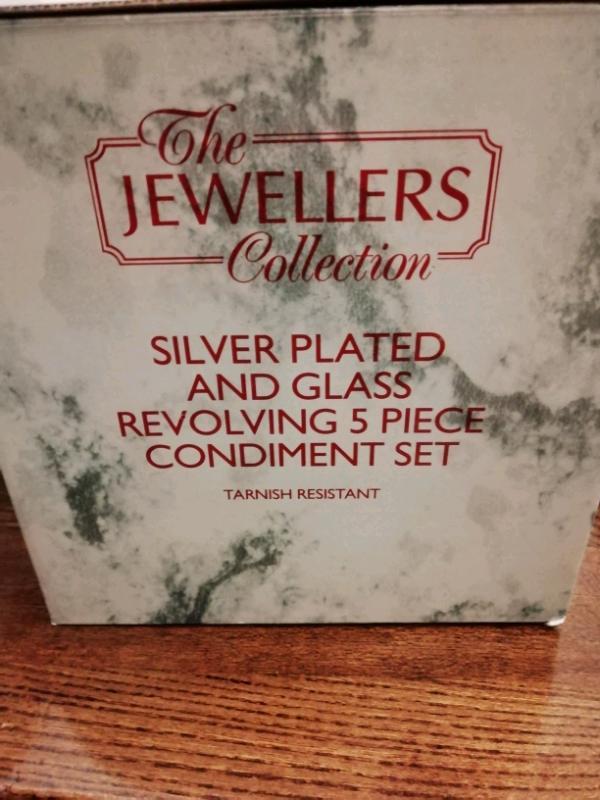 The
JEWELLERS
Collection
SILVER PLATED
AND GLASS
REVOLVING 5 PIECE
CONDIMENT SET
TARNISH RESISTANT